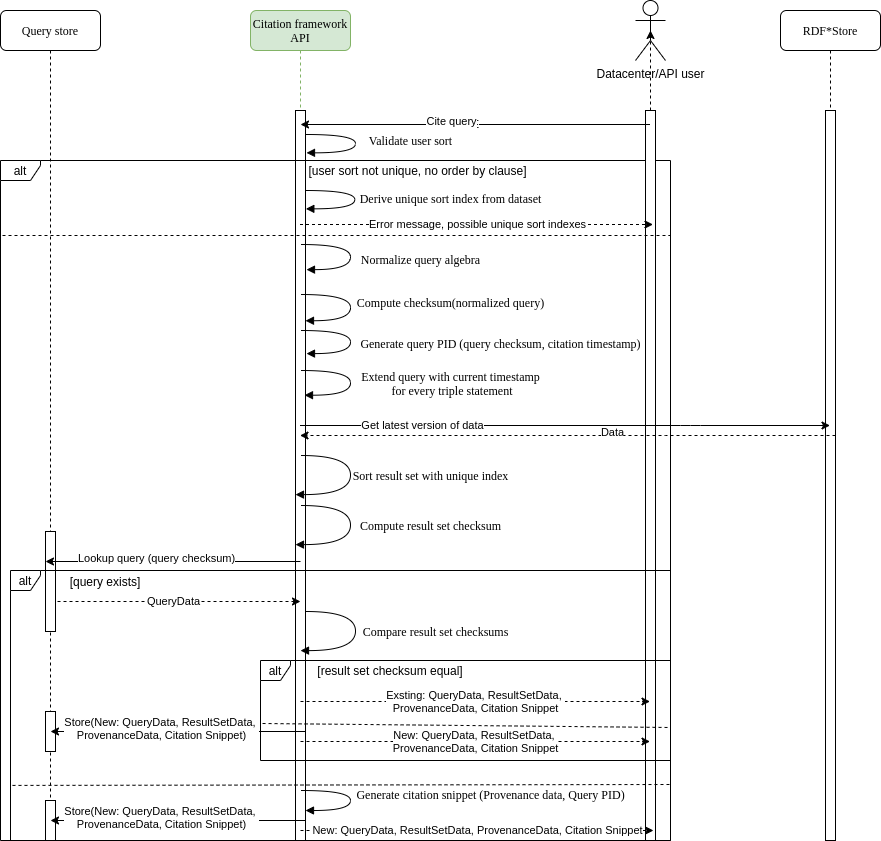 Query store
Citation framework
API
Datacenter/API user
RDF*Store
Cite query:
Validate user sort
alt
[user sort not unique, no order by clause]
Derive unique sort index from dataset
Error message, possible unique sort indexes
Normalize query algebra
Compute checksum(normalized query)
Generate query PID (query checksum, citation timestamp)
Extend query with current timestamp
for every triple statement
Get latest version of data
Data
Sort result set with unique index
Compute result set checksum
Lookup query (query checksum)
alt
[query exists]
QueryData
Compare result set checksums
alt
[result set checksum equal]
Exsting: QueryData, ResultSetData,
ProvenanceData, Citation Snippet
Store(New: QueryData, ResultSetData,
ProvenanceData, Citation Snippet)
New: QueryData, ResultSetData,
ProvenanceData, Citation Snippet
Generate citation snippet (Provenance data, Query PID)
Store(New: QueryData, ResultSetData,
ProvenanceData, Citation Snippet)
New: QueryData, ResultSetData, ProvenanceData, Citation Snippet